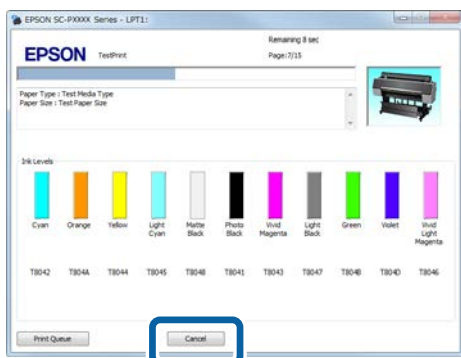 EPSON SC-PXXXX Series - LPT1:
Remaining 8 sec
EPSON TestPrint Page:7/15
Paper Type : Test Media Type
Paper Size : Test Paper Size
Ink Levels
Cyan Orange Yellow Light Cyan Matte Black Photo Black Vivid Magenta Light Black Green Violet Vivid Light Magenta
T8042 T804A T8044 T8045 T8048 T8041 T8043 T8047 T804B T804D T8046
Print Queue Cancel